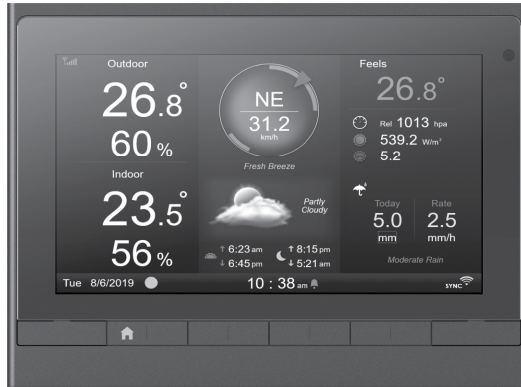 Outdoor
26.8°
60 %
Indoor
23.5°
56 %
NE
31.2
km/h
Fresh Breeze
Partly
Cloudy
↑ 6:23 am
↓ 6:45 pm
↑ 8:15 pm
↓ 5:21 am
Feels
26.8°
Rel 1013 hpa
539.2 W/m²
5.2
Today
5.0
mm
Rate
2.5
mm/h
Moderate Rain
Tue 8/6/2019
10 : 38 am
SYNC